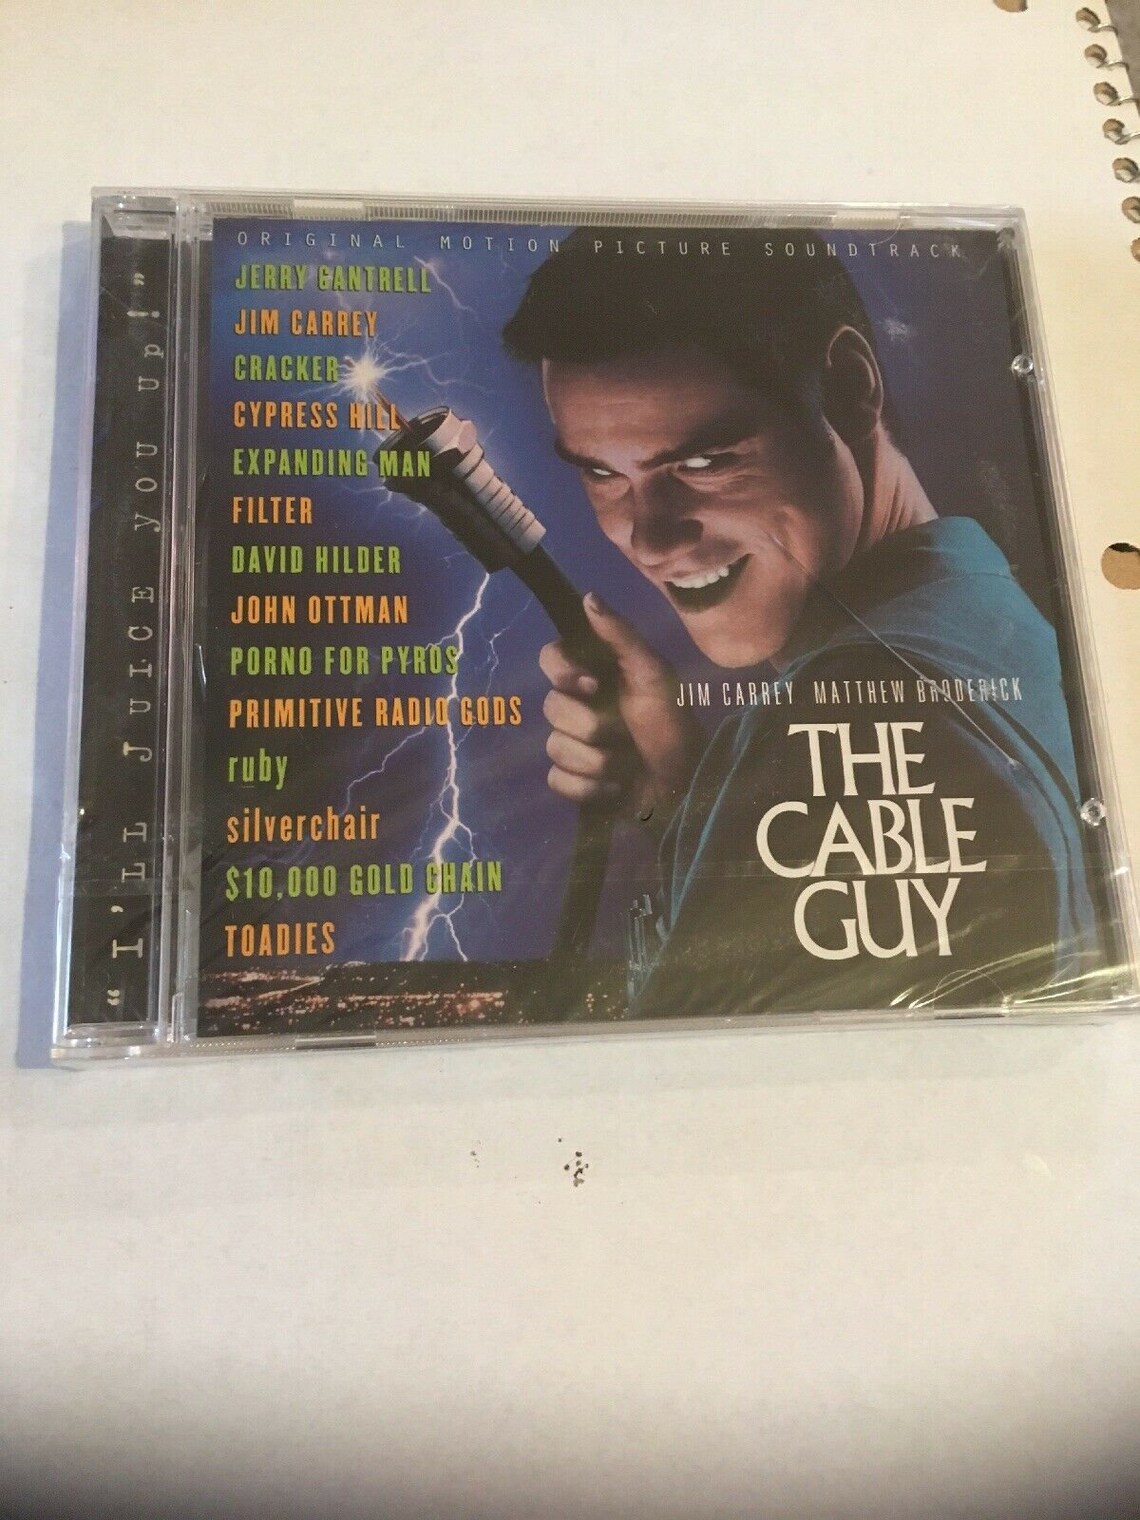 "I'LL JUICE yOU Up!"
ORIGINAL MOTION PICTURE SOUNDTRACK
JERRY CANTRELL
JIM CARREY
CRACKER
CYPRESS HILL
EXPANDING MAN
FILTER
DAVID HILDER
JOHN OTTMAN
PORNO FOR PYROS
PRIMITIVE RADIO GODS
ruby
silverchair
$10,000 GOLD CHAIN
TOADIES
JIM CARREY MATTHEW BRODERICK
THE
CABLE
GUY